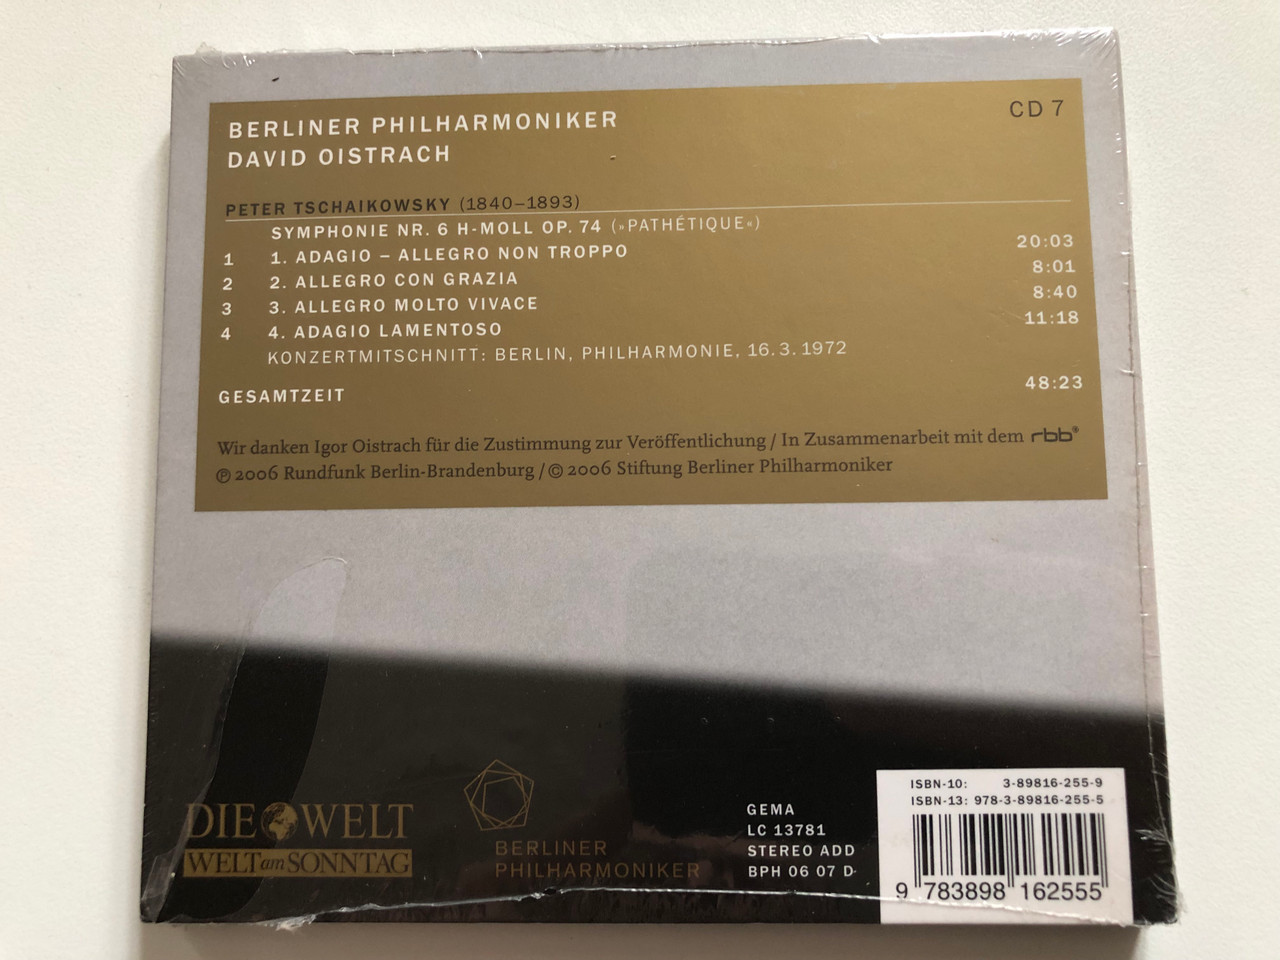 CD 7
BERLINER PHILHARMONIKER
DAVID OISTRACH
PETER TSCHAIKOWSKY (1840–1893)
SYMPHONIE NR. 6 H-MOLL OP. 74 (»PATHÉTIQUE«)
1 1. ADAGIO – ALLEGRO NON TROPPO 20:03
2 2. ALLEGRO CON GRAZIA 8:01
3 3. ALLEGRO MOLTO VIVACE 8:40
4 4. ADAGIO LAMENTOSO 11:18
KONZERTMITSCHNITT: BERLIN, PHILHARMONIE, 16.3.1972
GESAMTZEIT 48:23
Wir danken Igor Oistrach für die Zustimmung zur Veröffentlichung / In Zusammenarbeit mit dem rbb
℗ 2006 Rundfunk Berlin-Brandenburg / © 2006 Stiftung Berliner Philharmoniker
DIE WELT
WELT am SONNTAG
BERLINER
PHILHARMONIKER
GEMA
LC 13781
STEREO ADD
BPH 06 07 D
ISBN-10: 3-89816-255-9
ISBN-13: 978-3-89816-255-5
9 783898 162555